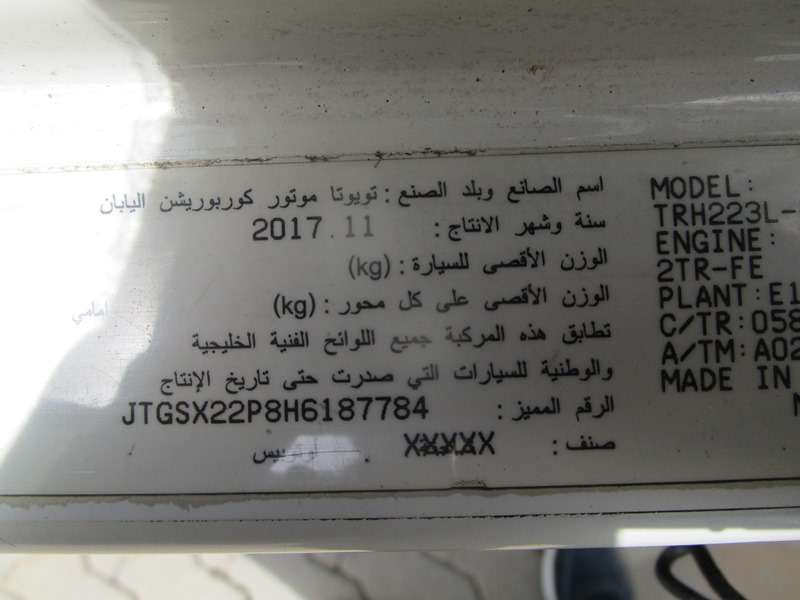 اسم الصانع وبلد الصنع : تويوتا موتور كوربوريشن اليابان
سنة وشهر الانتاج : 2017.11
الوزن الأقصى للسيارة : (kg)
الوزن الأقصى على كل محور : (kg) امامي
تطابق هذه المركبة جميع اللوائح الفنية الخليجية
والوطنية للسيارات التي صدرت حتى تاريخ الإنتاج
الرقم المميز : JTGSX22P8H6187784
صنف : XXXXX
MODEL:
TRH223L-
ENGINE:
2TR-FE
PLANT:E1
C/TR:058
A/TM:A02
MADE IN